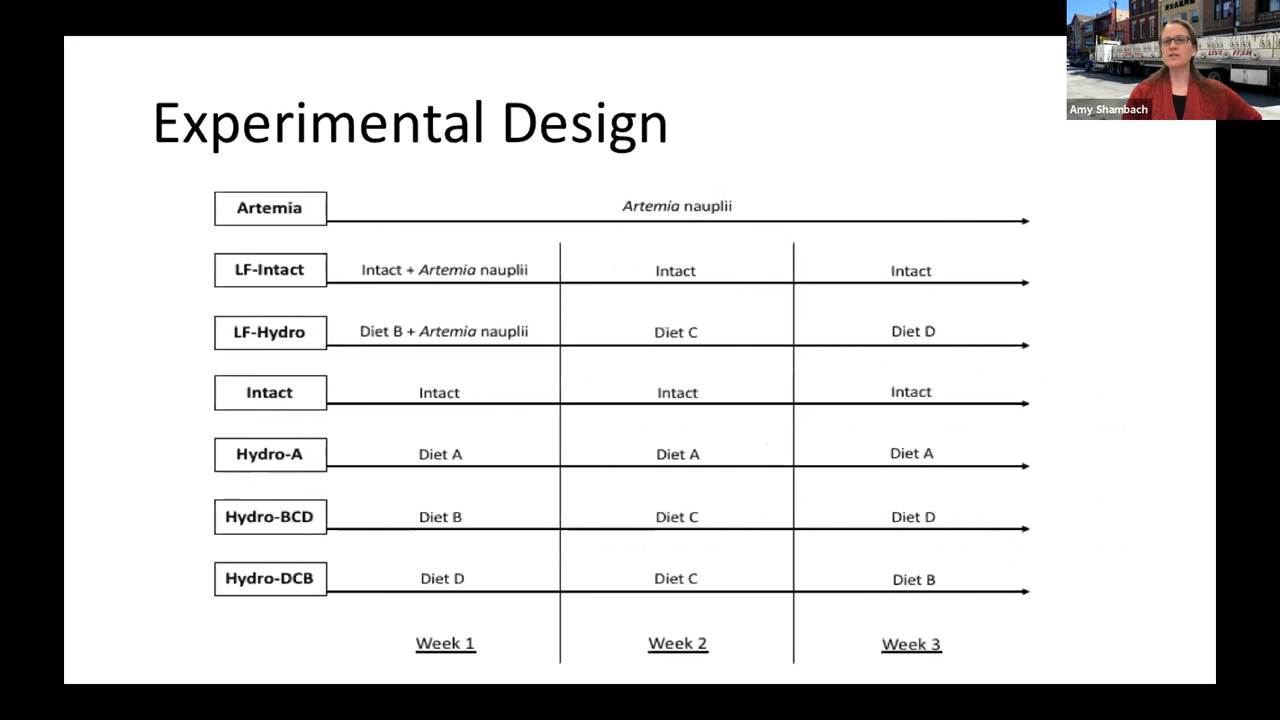 Experimental Design
Artemia
Artemia nauplii
LF-Intact
Intact + Artemia nauplii
Intact
Intact
LF-Hydro
Diet B + Artemia nauplii
Diet C
Diet D
Intact
Intact
Intact
Intact
Hydro-A
Diet A
Diet A
Diet A
Hydro-BCD
Diet B
Diet C
Diet D
Hydro-DCB
Diet D
Diet C
Diet B
Week 1
Week 2
Week 3
LIVE FISH
Amy Shambach